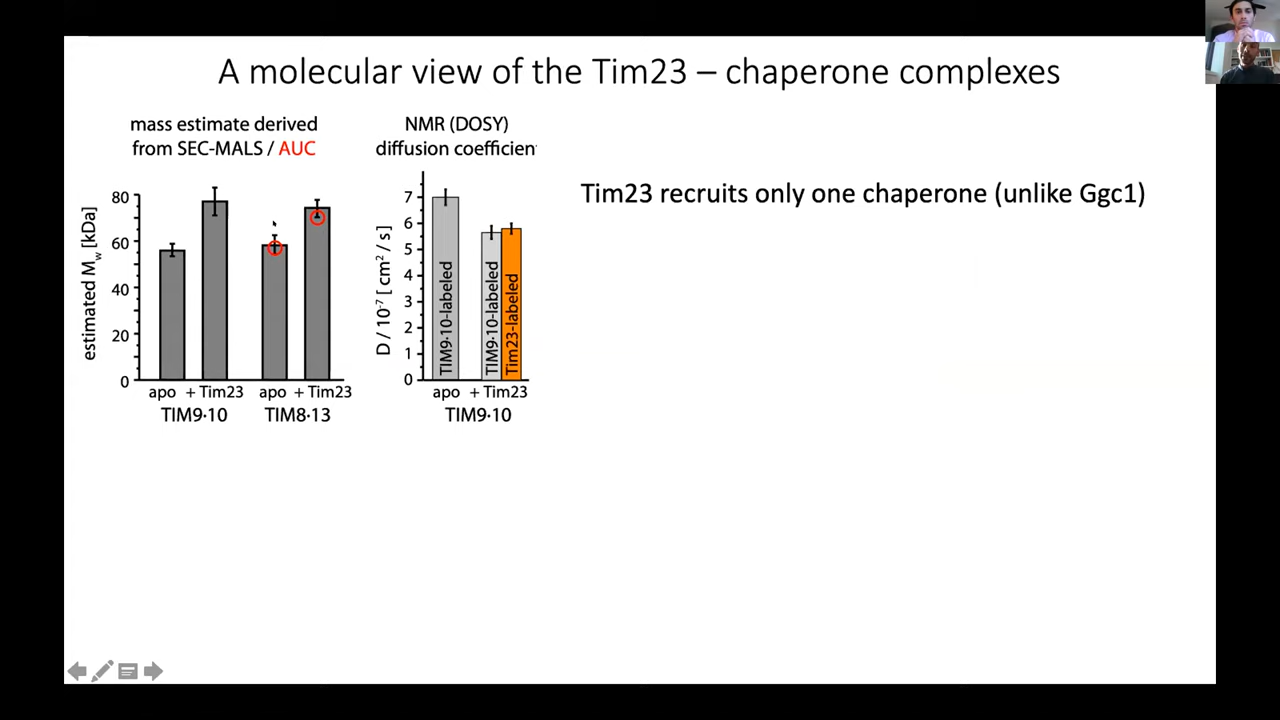 A molecular view of the Tim23 – chaperone complexes
mass estimate derived
from SEC-MALS / AUC
NMR (DOSY)
diffusion coefficien
Tim23 recruits only one chaperone (unlike Ggc1)
estimated Mw [kDa]
80
60
40
20
0
apo + Tim23 apo + Tim23
TIM9·10 TIM8·13
D / 10⁻⁷ [ cm² / s]
7
6
5
4
3
2
1
0
TIM9·10-labeled
TIM9·10-labeled
Tim23-labeled
apo + Tim23
TIM9·10